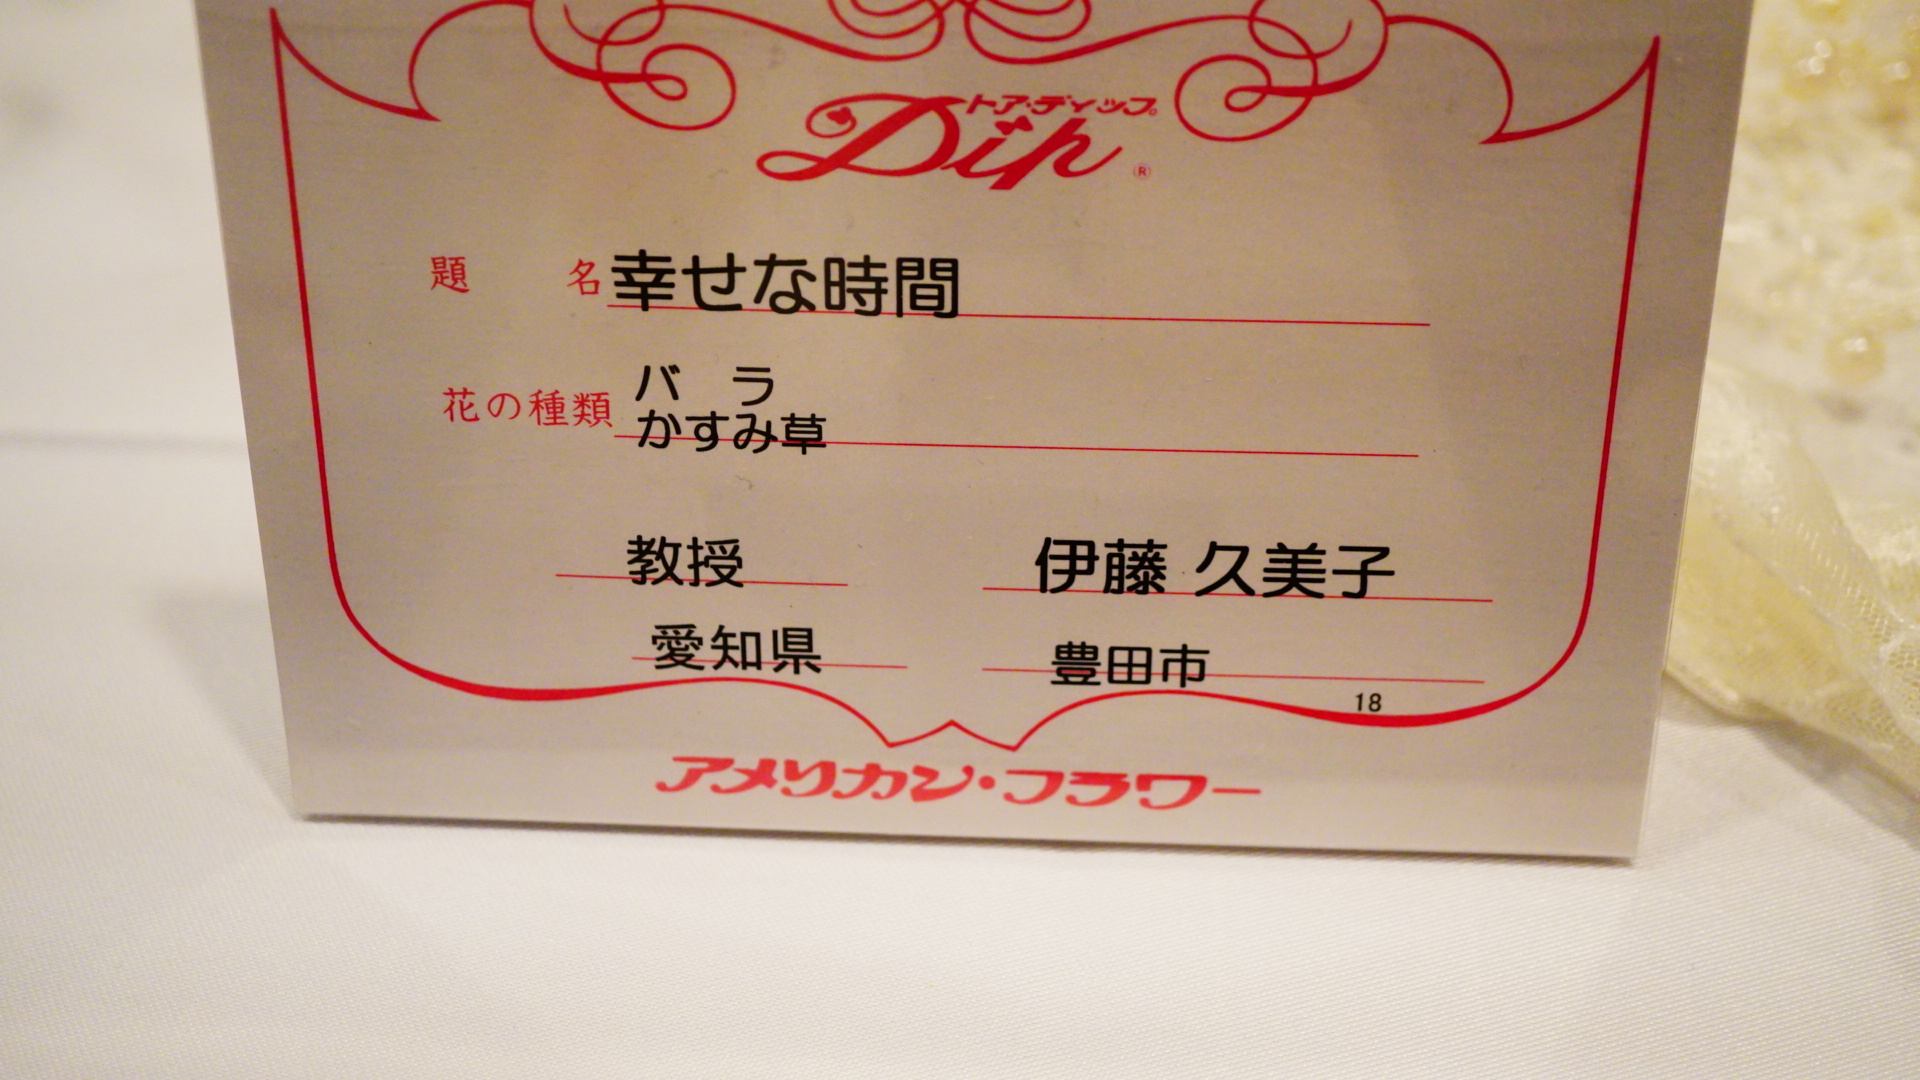 トア・ディップ
Dip ®
題 名 幸せな時間
花の種類 バ ラ
かすみ草
教授 伊藤 久美子
愛知県 豊田市
18
アメリカン・フラワー